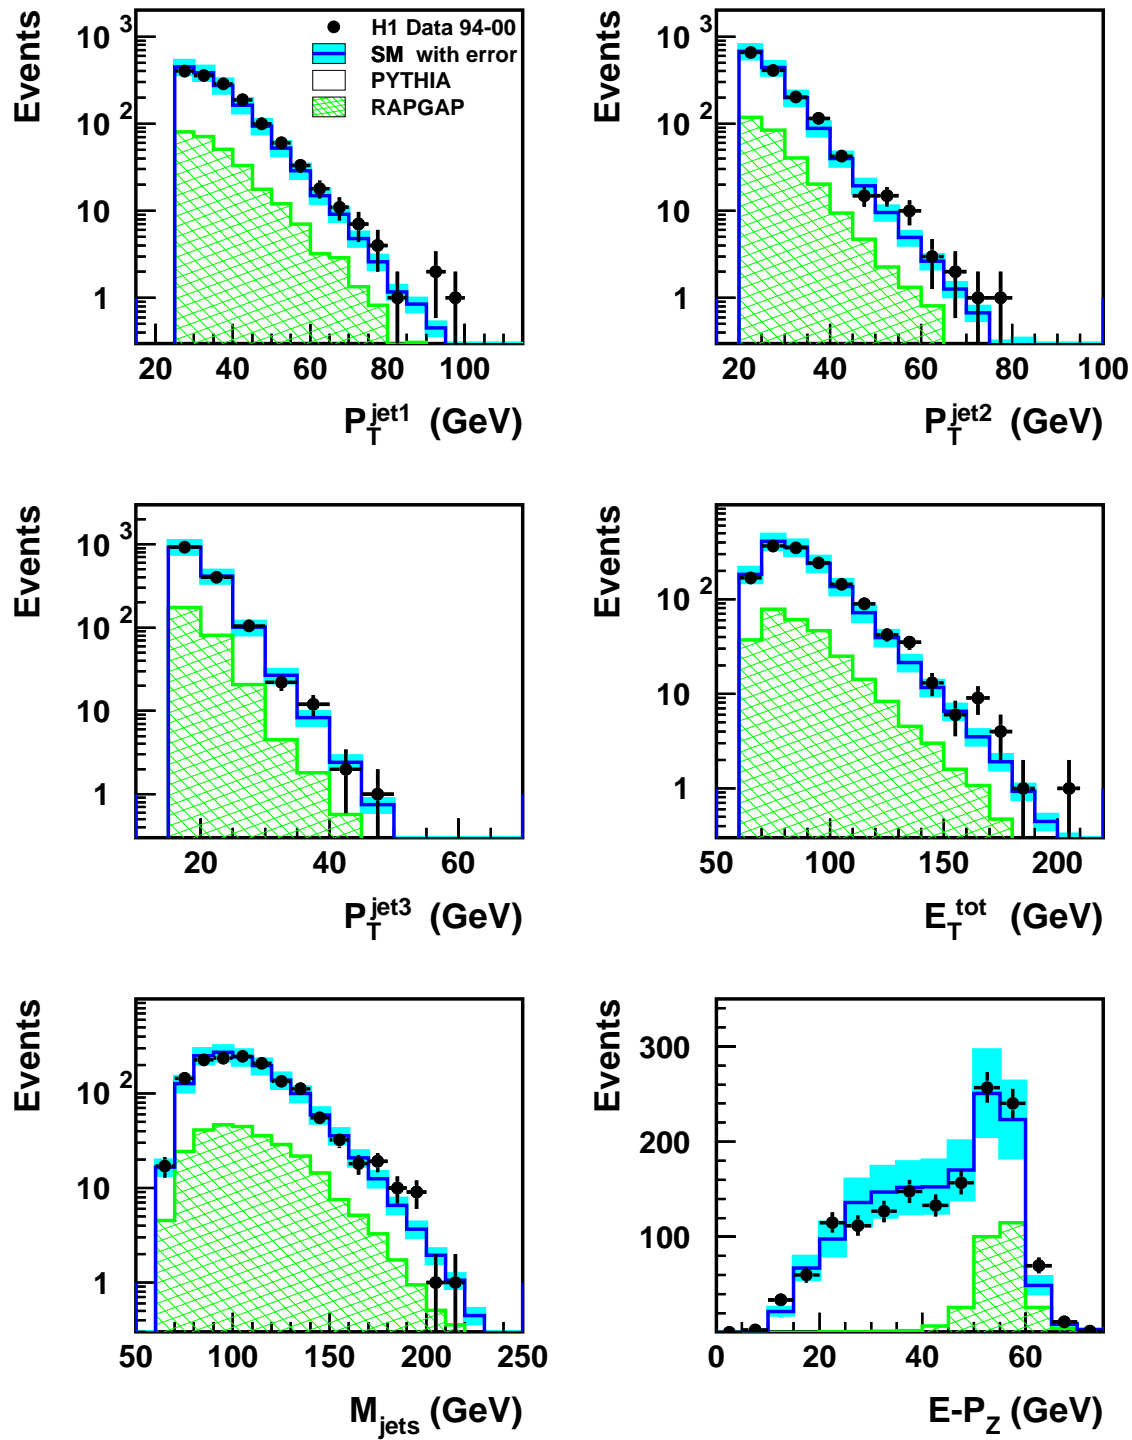 Events
10^3
10^2
10
1
H1 Data 94-00
SM with error
PYTHIA
RAPGAP
20 40 60 80 100
P_T^jet1 (GeV)
Events
10^3
10^2
10
1
20 40 60 80 100
P_T^jet2 (GeV)
Events
10^3
10^2
10
1
20 40 60
P_T^jet3 (GeV)
Events
10^2
10
1
50 100 150 200
E_T^tot (GeV)
Events
10^2
10
1
50 100 150 200 250
M_jets (GeV)
Events
300
200
100
0 20 40 60
E-P_Z (GeV)